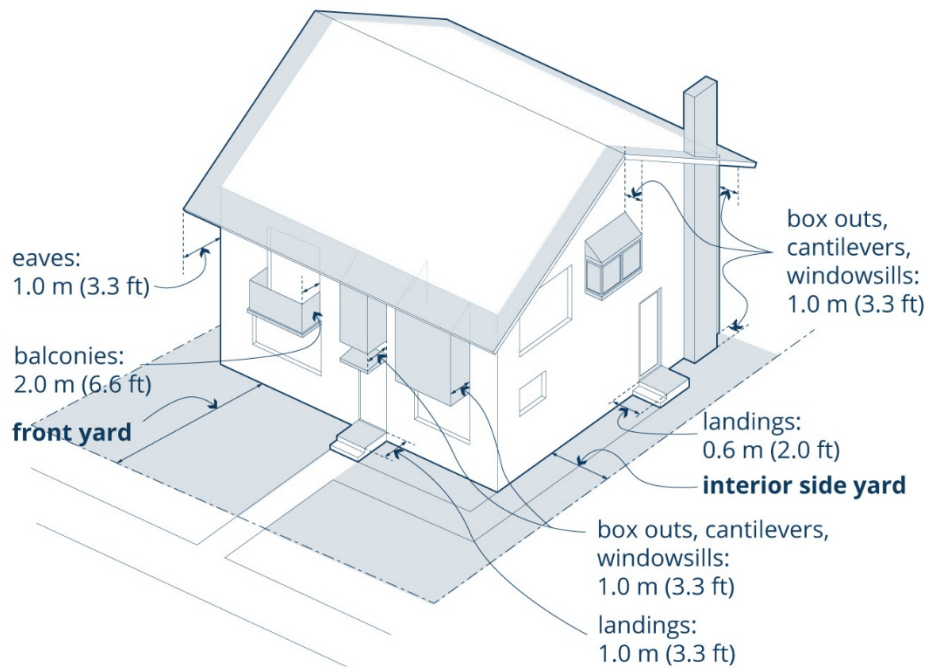 eaves:
1.0 m (3.3 ft)
balconies:
2.0 m (6.6 ft)
front yard
box outs,
cantilevers,
windowsills:
1.0 m (3.3 ft)
landings:
0.6 m (2.0 ft)
interior side yard
box outs, cantilevers,
windowsills:
1.0 m (3.3 ft)
landings:
1.0 m (3.3 ft)